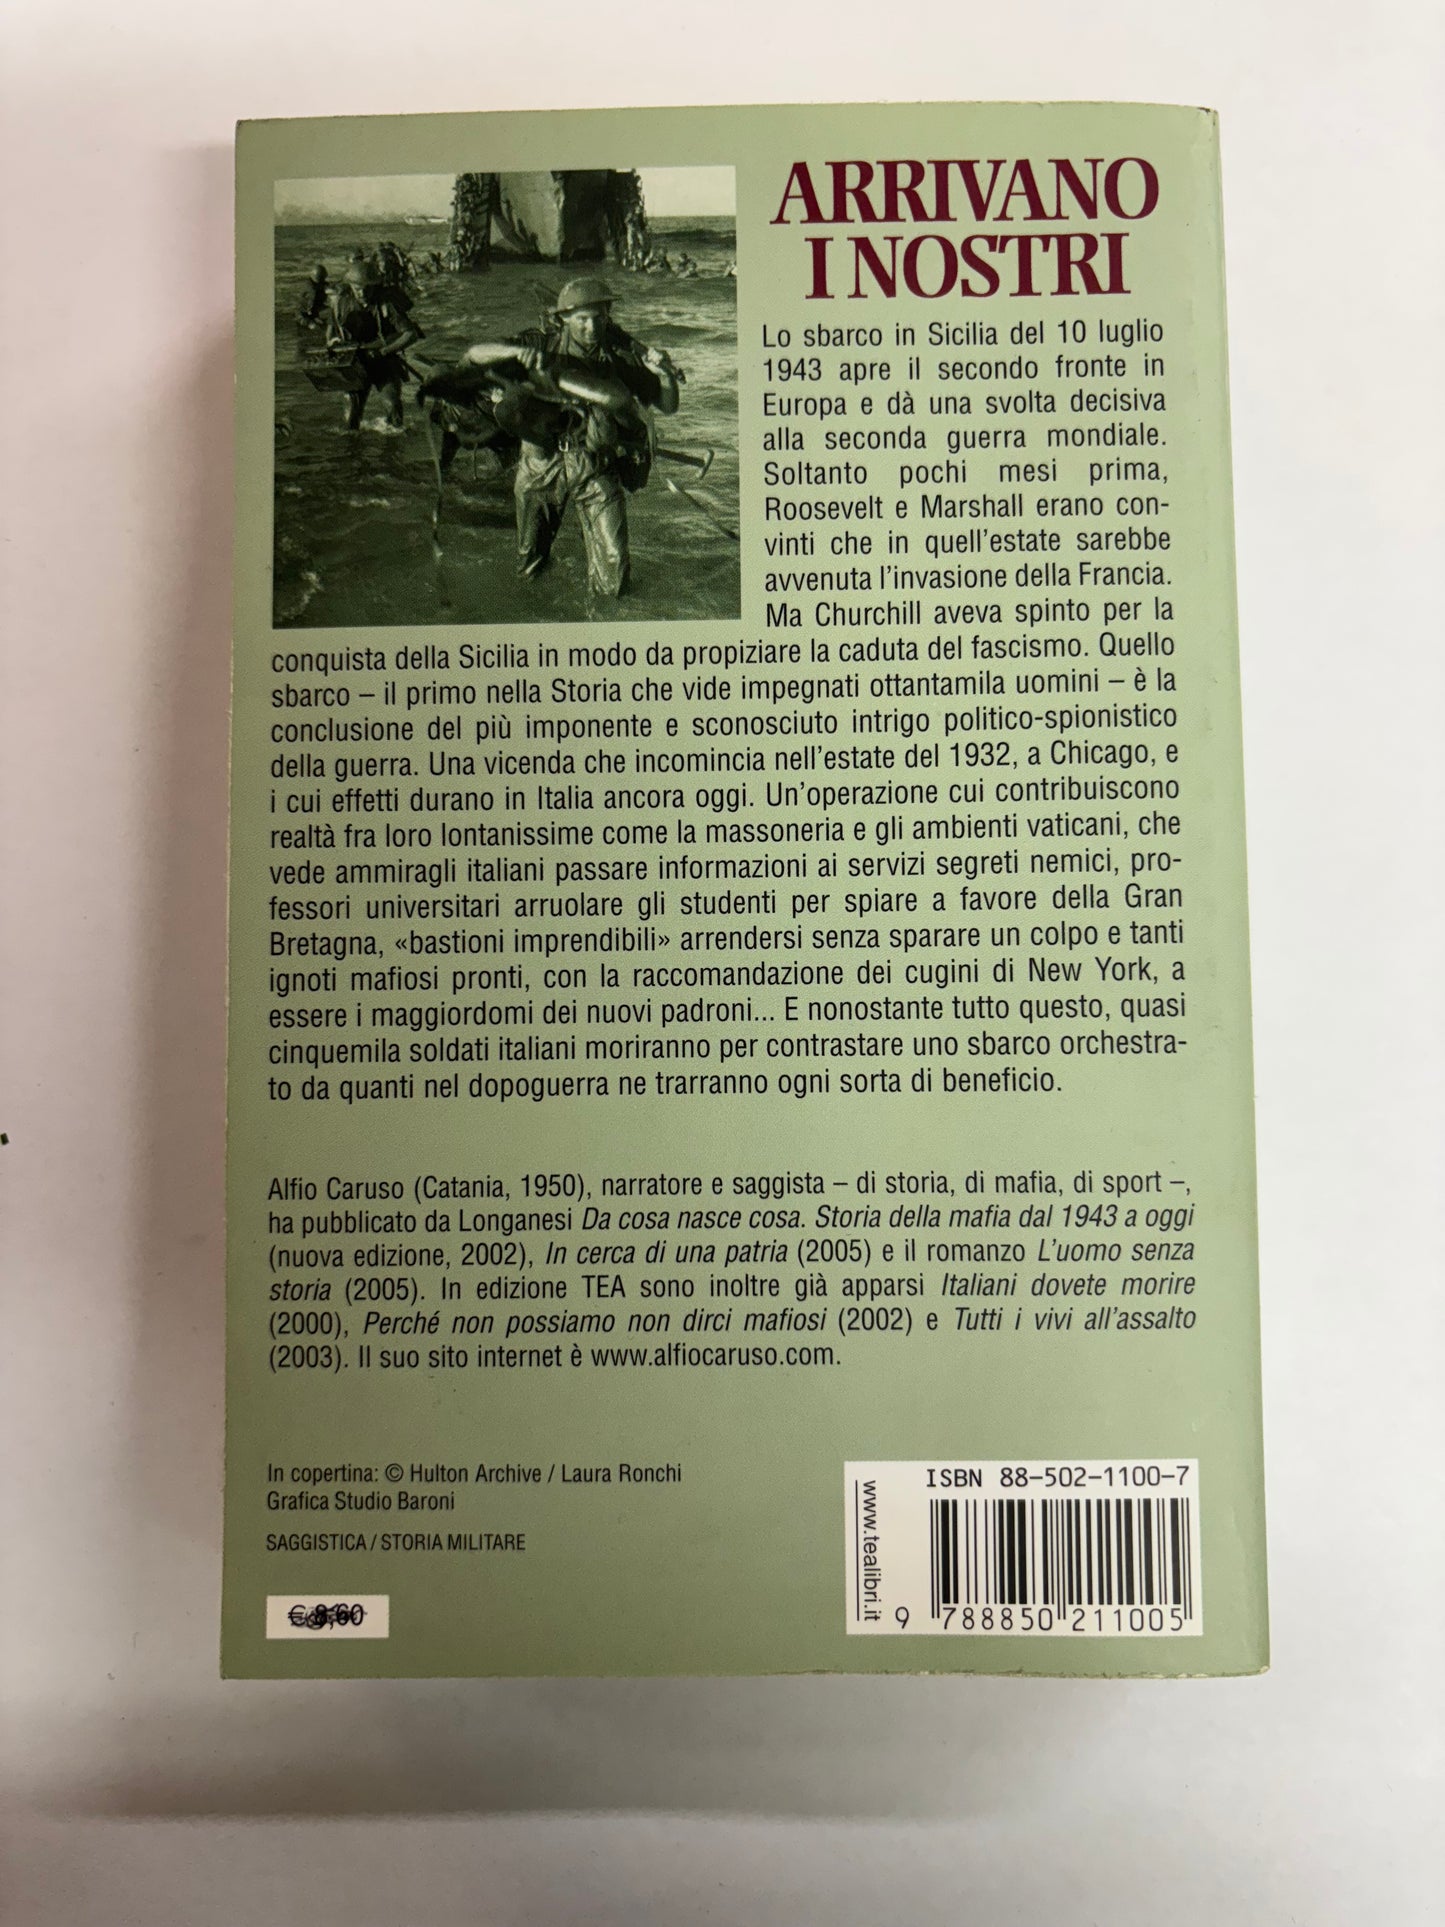 ARRIVANO
I NOSTRI
Lo sbarco in Sicilia del 10 luglio
1943 apre il secondo fronte in
Europa e dà una svolta decisiva
alla seconda guerra mondiale.
Soltanto pochi mesi prima,
Roosevelt e Marshall erano con-
vinti che in quell'estate sarebbe
avvenuta l'invasione della Francia.
Ma Churchill aveva spinto per la
conquista della Sicilia in modo da propiziare la caduta del fascismo. Quello
sbarco – il primo nella Storia che vide impegnati ottantamila uomini – è la
conclusione del più imponente e sconosciuto intrigo politico-spionistico
della guerra. Una vicenda che incomincia nell'estate del 1932, a Chicago, e
i cui effetti durano in Italia ancora oggi. Un'operazione cui contribuiscono
realtà fra loro lontanissime come la massoneria e gli ambienti vaticani, che
vede ammiragli italiani passare informazioni ai servizi segreti nemici, pro-
fessori universitari arruolare gli studenti per spiare a favore della Gran
Bretagna, «bastioni imprendibili» arrendersi senza sparare un colpo e tanti
ignoti mafiosi pronti, con la raccomandazione dei cugini di New York, a
essere i maggiordomi dei nuovi padroni... E nonostante tutto questo, quasi
cinquemila soldati italiani moriranno per contrastare uno sbarco orchestra-
to da quanti nel dopoguerra ne trarranno ogni sorta di beneficio.
Alfio Caruso (Catania, 1950), narratore e saggista – di storia, di mafia, di sport –,
ha pubblicato da Longanesi Da cosa nasce cosa. Storia della mafia dal 1943 a oggi
(nuova edizione, 2002), In cerca di una patria (2005) e il romanzo L'uomo senza
storia (2005). In edizione TEA sono inoltre già apparsi Italiani dovete morire
(2000), Perché non possiamo non dirci mafiosi (2002) e Tutti i vivi all'assalto
(2003). Il suo sito internet è www.alfiocaruso.com.
In copertina: © Hulton Archive / Laura Ronchi
Grafica Studio Baroni
SAGGISTICA / STORIA MILITARE
€ 8,60
ISBN 88-502-1100-7
www.tealibri.it
9 788850 211005